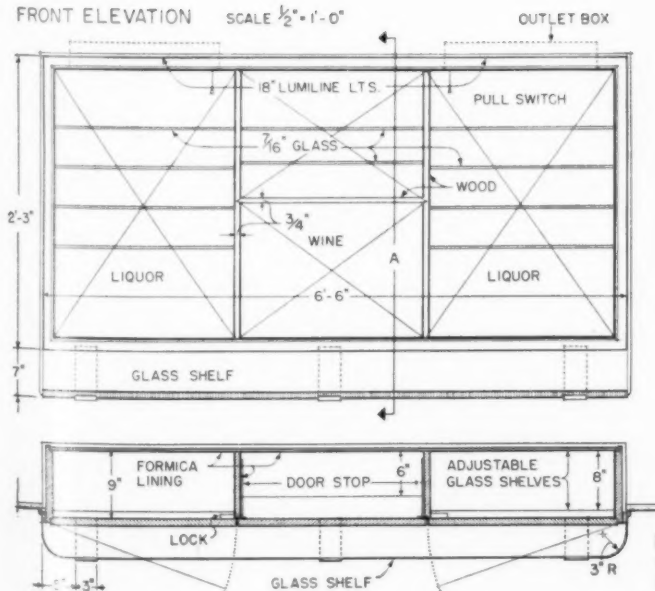 FRONT ELEVATION SCALE 1/2" = 1'-0" OUTLET BOX
18" LUMILINE LTS.
PULL SWITCH
7/16" GLASS
WOOD
3/4"
2'-3"
WINE
A
LIQUOR
LIQUOR
6'-6"
7"
GLASS SHELF
FORMICA
LINING
9"
DOOR STOP
6"
ADJUSTABLE
GLASS SHELVES
8"
LOCK
3" R
3"
GLASS SHELF